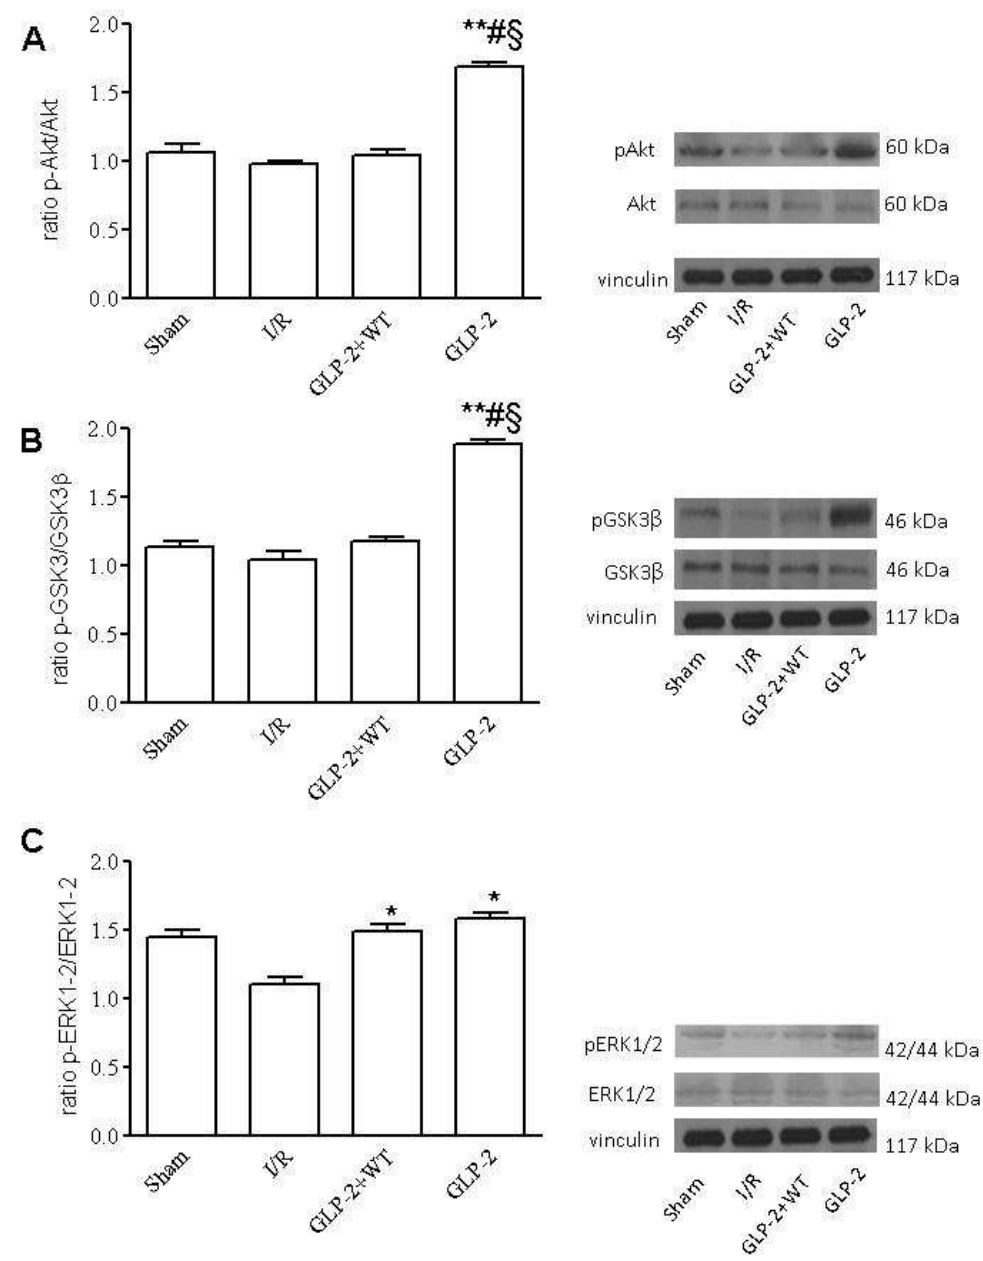 A
ratio p-Akt/Akt
2.0
1.5
1.0
0.5
0.0
**#§
Sham
I/R
GLP-2+WT
GLP-2
pAkt
60 kDa
Akt
60 kDa
vinculin
117 kDa
Sham
I/R
GLP-2+WT
GLP-2
B
ratio p-GSK3/GSK3β
2.0
1.5
1.0
0.5
0.0
**#§
Sham
I/R
GLP-2+WT
GLP-2
pGSK3β
46 kDa
GSK3β
46 kDa
vinculin
117 kDa
Sham
I/R
GLP-2+WT
GLP-2
C
ratio p-ERK1-2/ERK1-2
2.0
1.5
1.0
0.5
0.0
*
*
Sham
I/R
GLP-2+WT
GLP-2
pERK1/2
42/44 kDa
ERK1/2
42/44 kDa
vinculin
117 kDa
Sham
I/R
GLP-2+WT
GLP-2